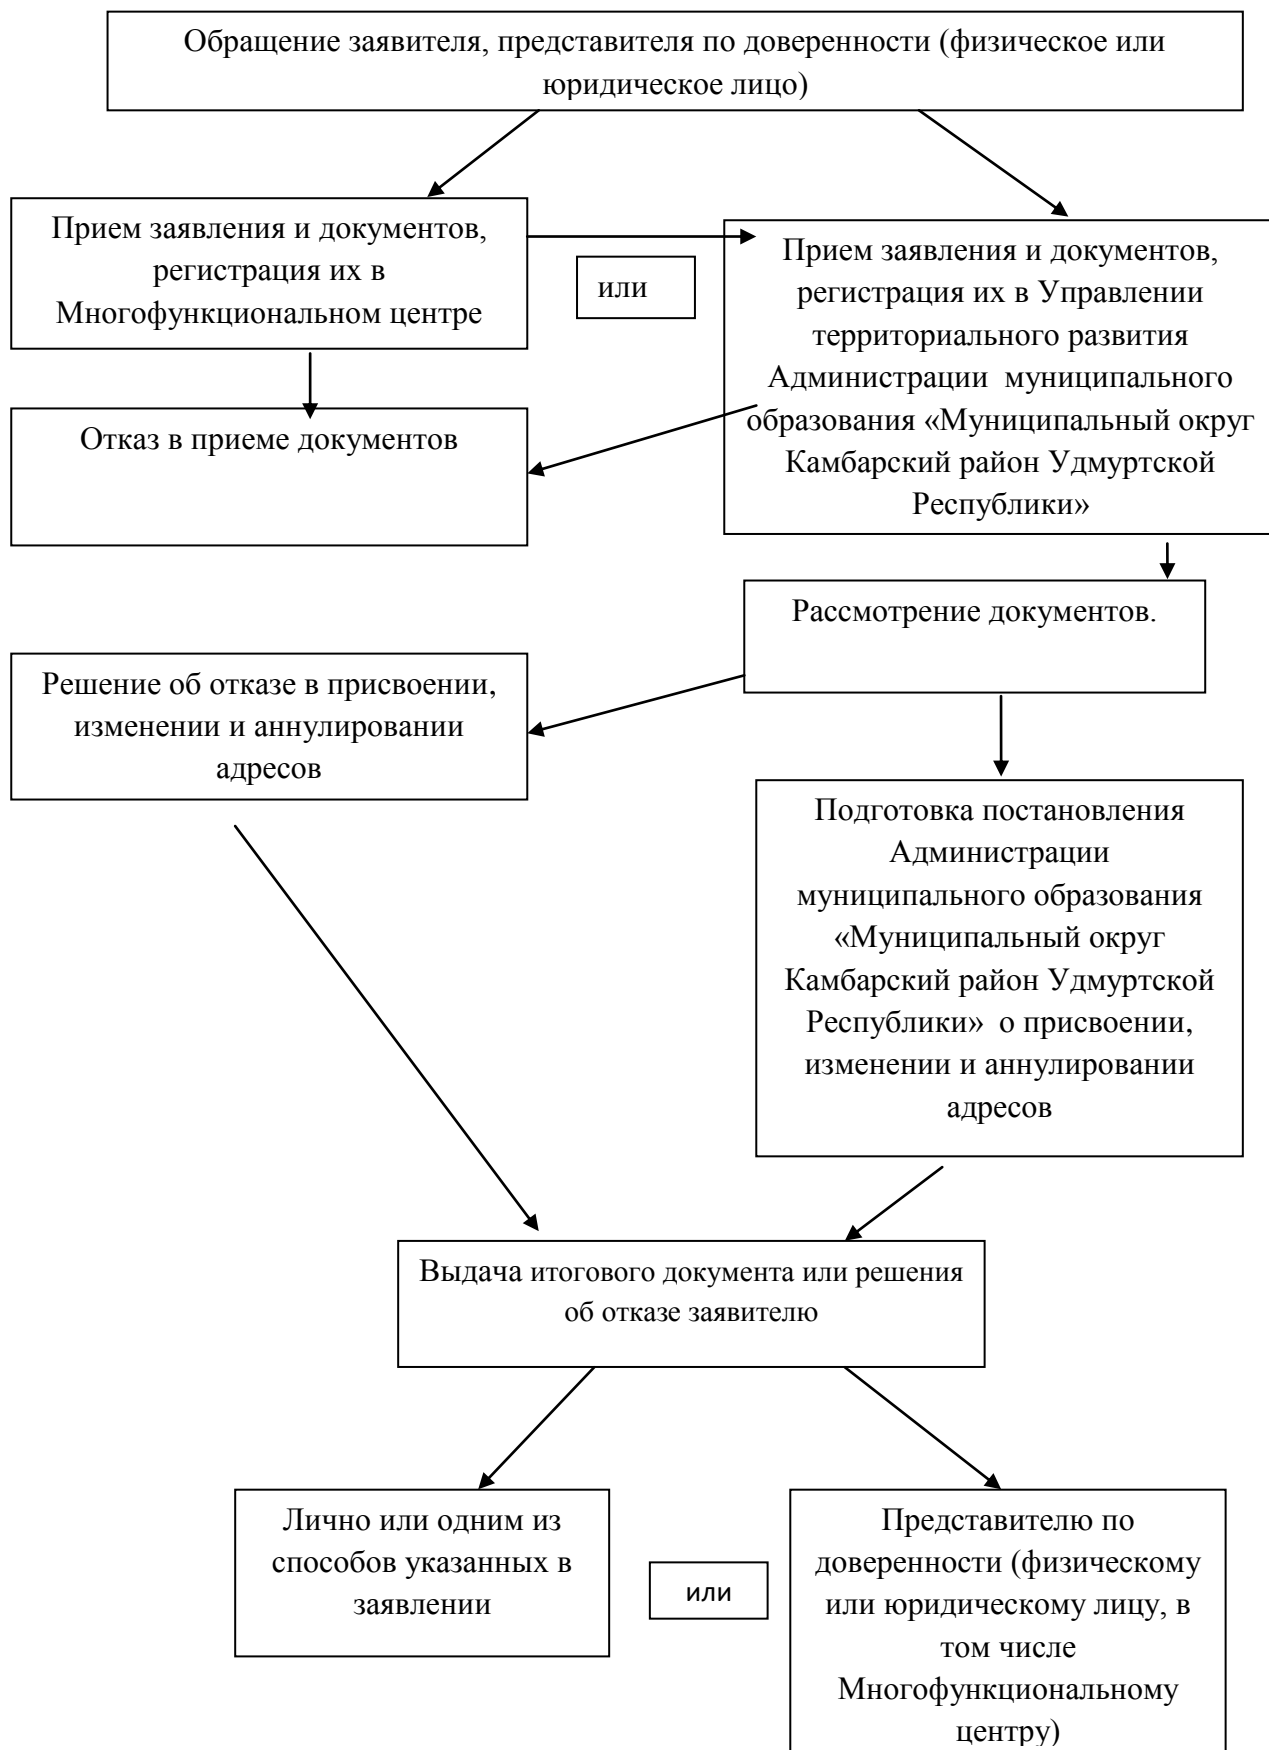 Обращение заявителя, представителя по доверенности (физическое или
юридическое лицо)
Прием заявления и документов,
регистрация их в
Многофункциональном центре
или
Прием заявления и документов,
регистрация их в Управлении
территориального развития
Администрации  муниципального
образования «Муниципальный округ
Камбарский район Удмуртской
Республики»
Отказ в приеме документов
Рассмотрение документов.
Решение об отказе в присвоении,
изменении и аннулировании
адресов
Подготовка постановления
Администрации
муниципального образования
«Муниципальный округ
Камбарский район Удмуртской
Республики»  о присвоении,
изменении и аннулировании
адресов
Выдача итогового документа или решения
об отказе заявителю
Лично или одним из
способов указанных в
заявлении
или
Представителю по
доверенности (физическому
или юридическому лицу, в
том числе
Многофункциональному
центру)